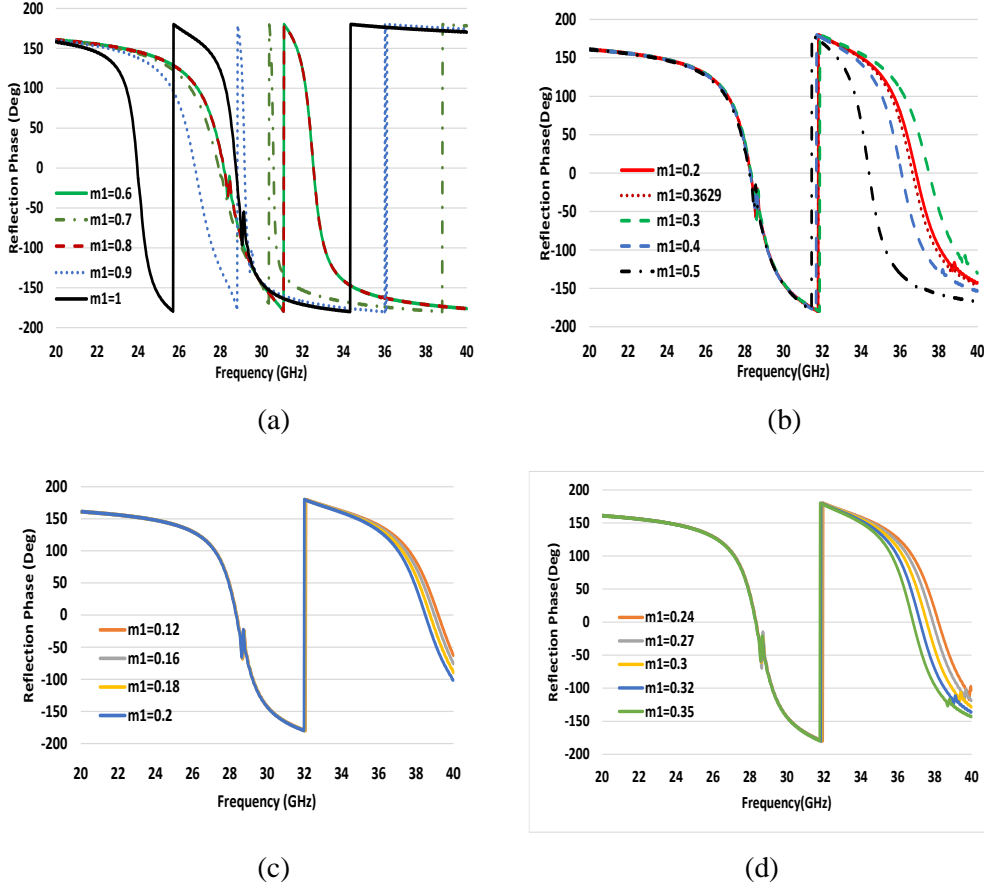 200
150
100
50
0
-50
-100
-150
-200
Reflection Phase (Deg)
m1=0.6
m1=0.7
m1=0.8
m1=0.9
m1=1
20 22 24 26 28 30 32 34 36 38 40
Frequency (GHz)
(a)
200
150
100
50
0
-50
-100
-150
-200
Reflection Phase(Deg)
m1=0.2
m1=0.3629
m1=0.3
m1=0.4
m1=0.5
20 22 24 26 28 30 32 34 36 38 40
Frequency(GHz)
(b)
200
150
100
50
0
-50
-100
-150
-200
Reflection Phase (Deg)
m1=0.12
m1=0.16
m1=0.18
m1=0.2
20 22 24 26 28 30 32 34 36 38 40
Frequency (GHz)
(c)
200
150
100
50
0
-50
-100
-150
-200
Reflection Phase(Deg)
m1=0.24
m1=0.27
m1=0.3
m1=0.32
m1=0.35
20 22 24 26 28 30 32 34 36 38 40
Frequency(GHz)
(d)